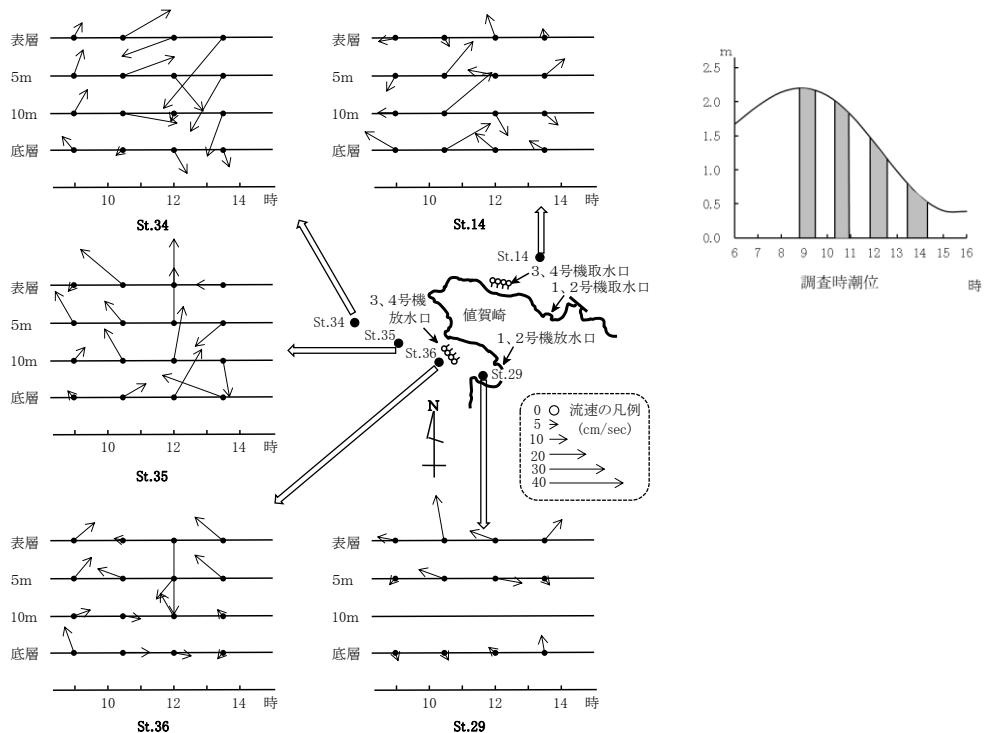 表層
5m
10m
底層
10 12 14 時
St.34
表層
5m
10m
底層
10 12 14 時
St.14
m
2.5
2.0
1.5
1.0
0.5
0.0
6 7 8 9 10 11 12 13 14 15 16
時
調査時潮位
St.14
3、4号機取水口
1、2号機取水口
値賀崎
3、4号機
放水口
1、2号機放水口
St.34
St.35
St.36
St.29
N
0 流速の凡例
5 (cm/sec)
10
20
30
40
表層
5m
10m
底層
10 12 14 時
St.35
表層
5m
10m
底層
10 12 14 時
St.36
表層
5m
10m
底層
10 12 14 時
St.29